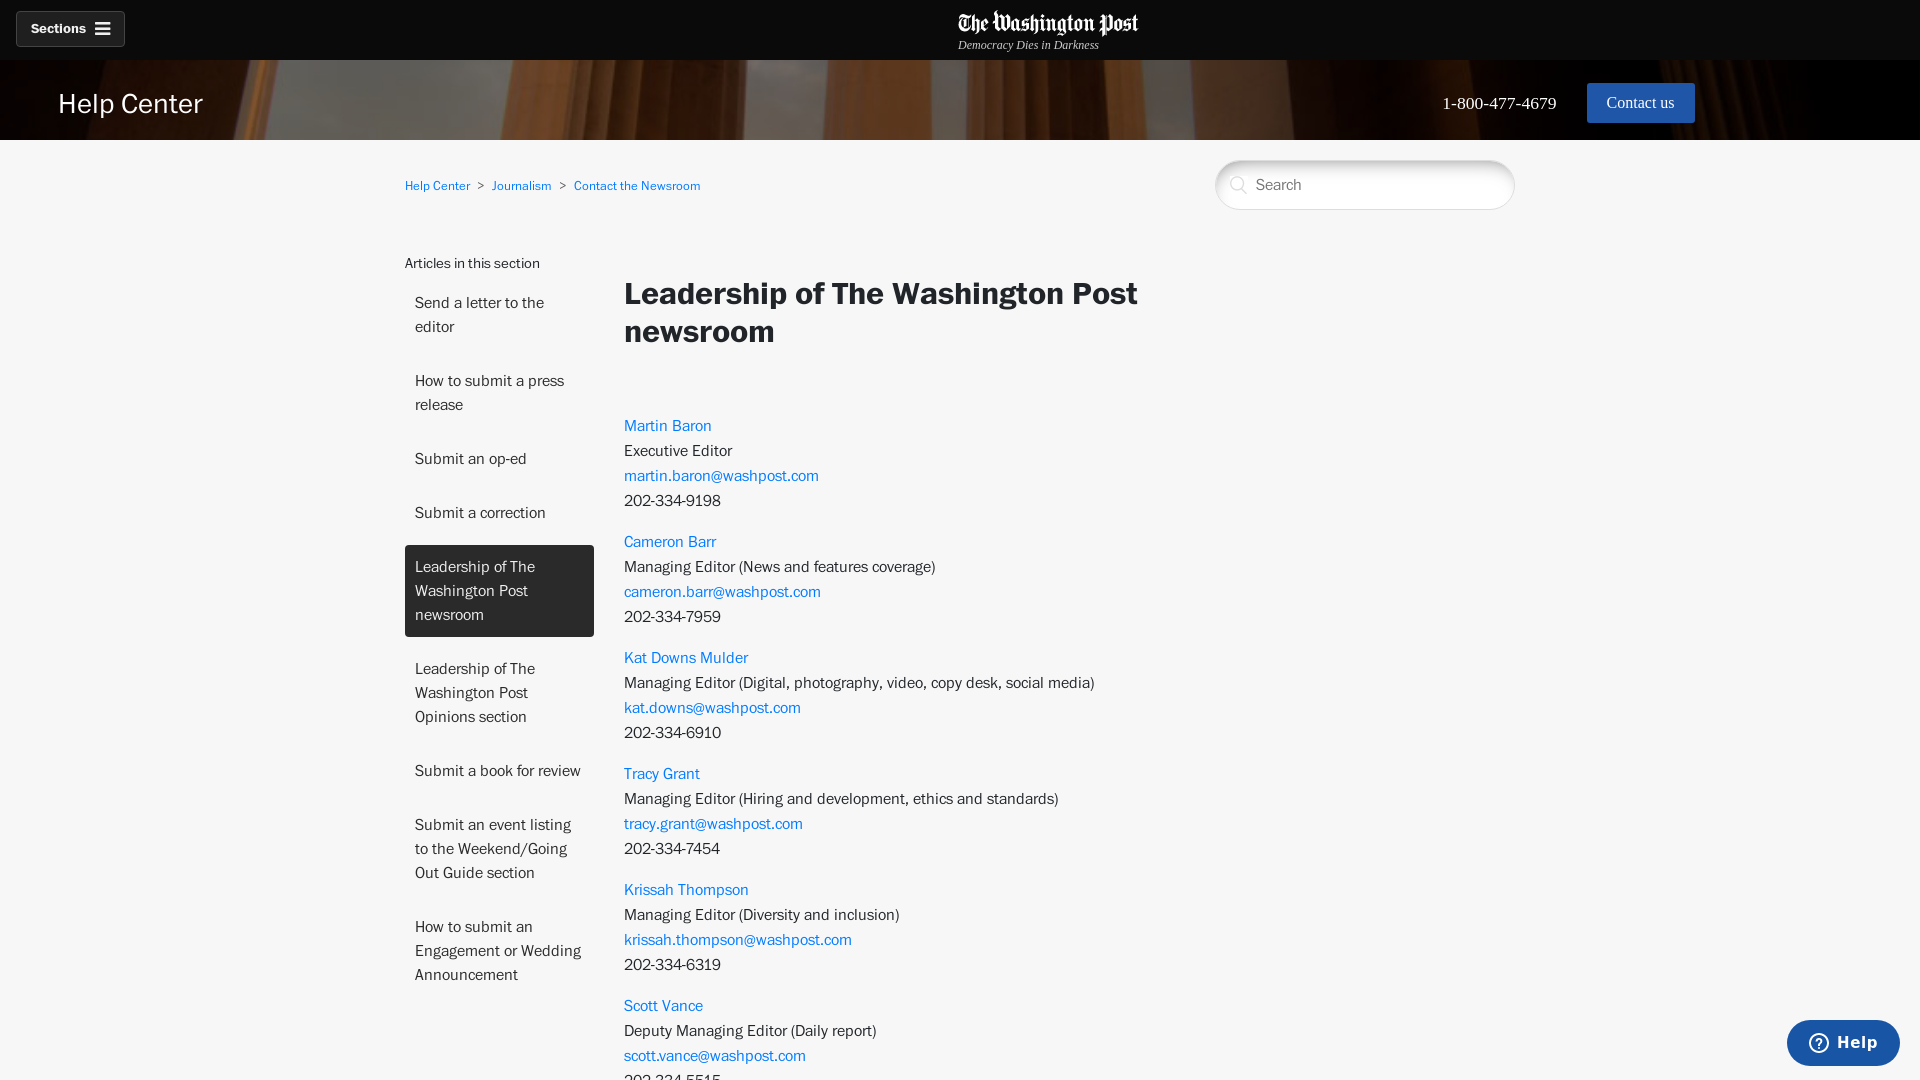 Sections
The Washington Post
Democracy Dies in Darkness
Help Center
1-800-477-4679
Contact us
Help Center > Journalism > Contact the Newsroom
Search
Articles in this section
Send a letter to the
editor
How to submit a press
release
Submit an op-ed
Submit a correction
Leadership of The
Washington Post
newsroom
Leadership of The
Washington Post
Opinions section
Submit a book for review
Submit an event listing
to the Weekend/Going
Out Guide section
How to submit an
Engagement or Wedding
Announcement
Leadership of The Washington Post
newsroom
Martin Baron
Executive Editor
martin.baron@washpost.com
202-334-9198
Cameron Barr
Managing Editor (News and features coverage)
cameron.barr@washpost.com
202-334-7959
Kat Downs Mulder
Managing Editor (Digital, photography, video, copy desk, social media)
kat.downs@washpost.com
202-334-6910
Tracy Grant
Managing Editor (Hiring and development, ethics and standards)
tracy.grant@washpost.com
202-334-7454
Krissah Thompson
Managing Editor (Diversity and inclusion)
krissah.thompson@washpost.com
202-334-6319
Scott Vance
Deputy Managing Editor (Daily report)
scott.vance@washpost.com
Help